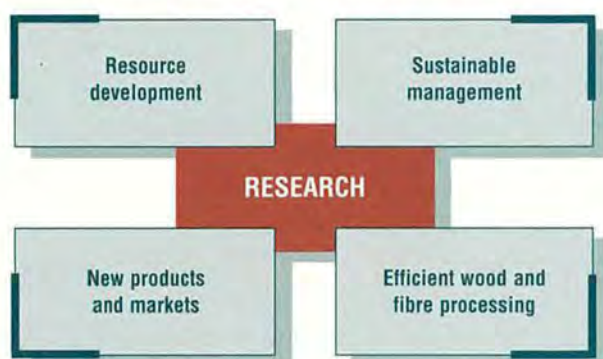 Resource
development
Sustainable
management
RESEARCH
New products
and markets
Efficient wood and
fibre processing